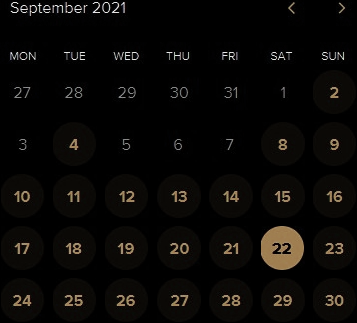 September 2021
MON TUE WED THU FRI SAT SUN
27 28 29 30 31 1 2
3 4 5 6 7 8 9
10 11 12 13 14 15 16
17 18 19 20 21 22 23
24 25 26 27 28 29 30